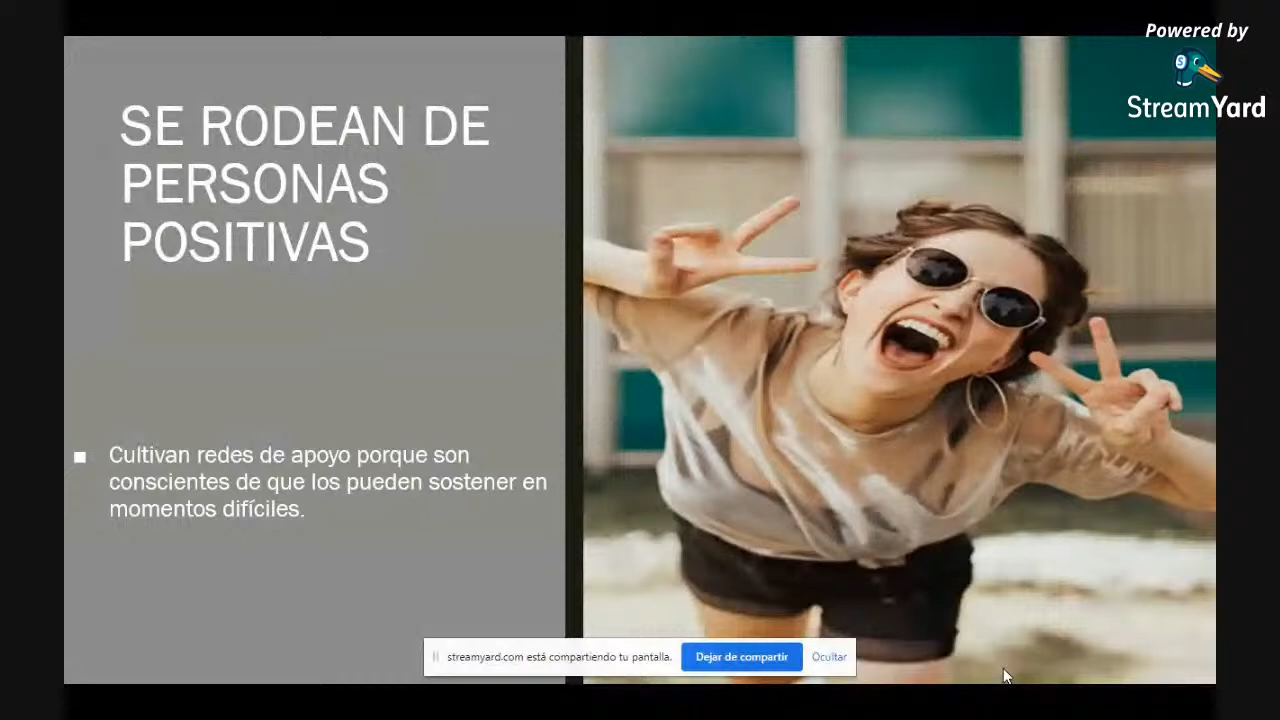 Powered by
StreamYard
SE RODEAN DE
PERSONAS
POSITIVAS
■ Cultivan redes de apoyo porque son
conscientes de que los pueden sostener en
momentos difíciles.
streamyard.com está compartiendo tu pantalla. Dejar de compartir Ocultar